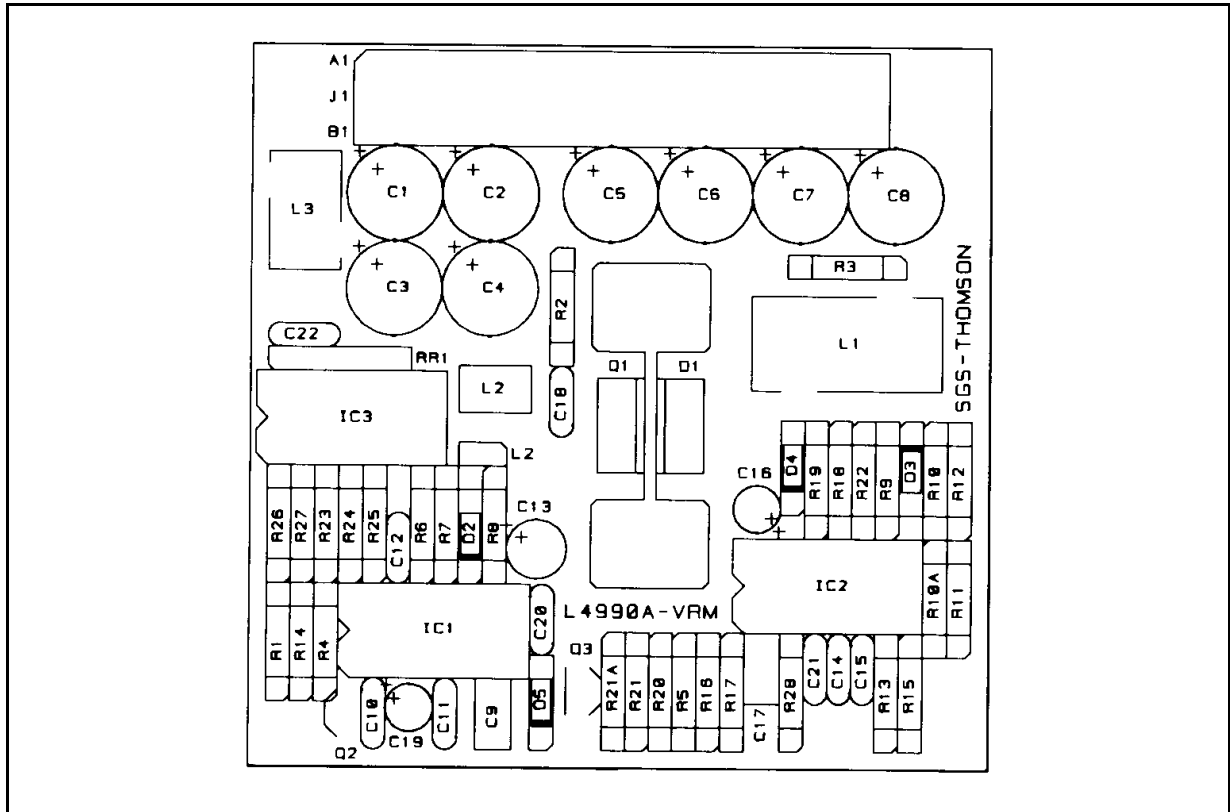 A1
J1
B1
L3
C1
C2
C5
C6
C7
C8
C3
C4
R2
R3
C22
RR1
L2
Q1
D1
L1
SGS-THOMSON
IC3
C18
L2
C13
C16
D4
R19
R18
R22
R9
D3
R10
R12
R26
R27
R23
R24
R25
C12
R6
R7
D2
R8
IC2
R10A
R11
R1
R14
R4
IC1
C20
L4990A-VRM
Q3
R21A
R21
R20
R5
R16
R17
C17
R28
C21
C14
C15
R13
R15
Q2
C10
C19
C11
C9
D5